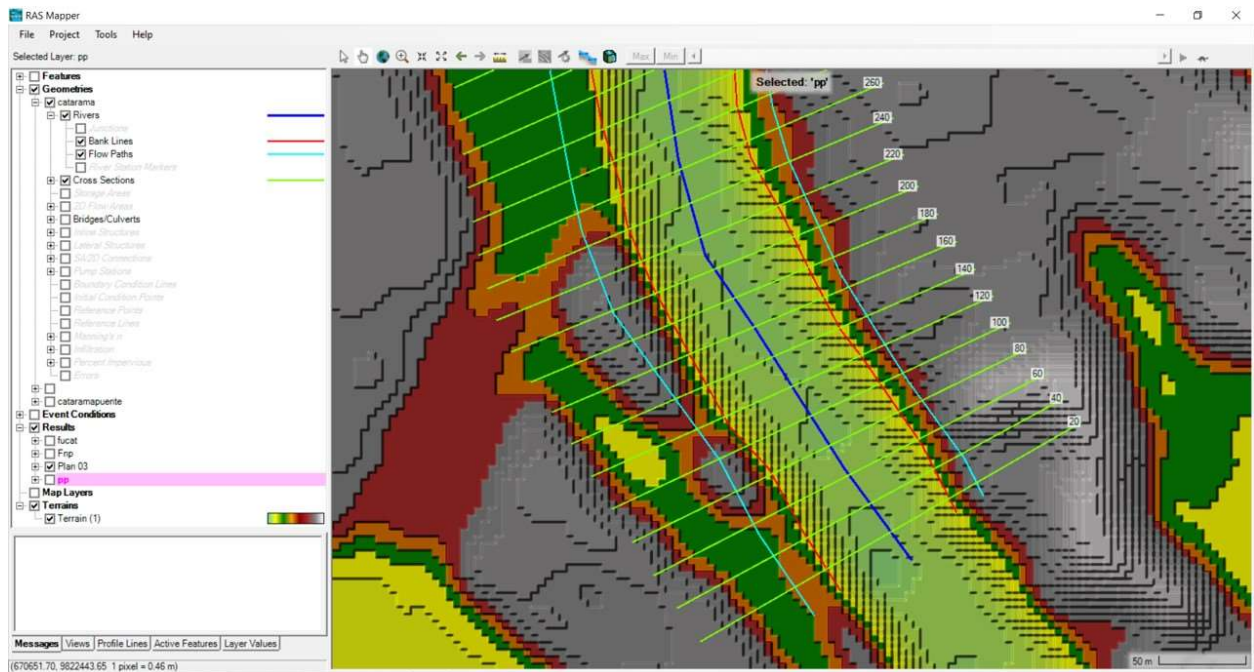 RAS Mapper
File Project Tools Help
Selected Layer: pp
Max Min
Features
Geometries
catarama
Rivers
Junctions
Bank Lines
Flow Paths
River Station Markers
Cross Sections
Storage Areas
2D Flow Areas
Bridges/Culverts
Inline Structures
Lateral Structures
SA2D Connections
Pump Stations
Boundary Condition Lines
Initial Condition Points
Reference Points
Reference Lines
Manning's n
Infiltration
Percent Impervious
Errors
cataramapuente
Event Conditions
Results
fucat
Fnp
Plan 03
pp
Map Layers
Terrains
Terrain (1)
Messages Views Profile Lines Active Features Layer Values
(670651.70, 9822443.65 1 pixel = 0.46 m)
Selected: 'pp'
260
240
220
200
180
160
140
120
100
80
60
40
20
50 m